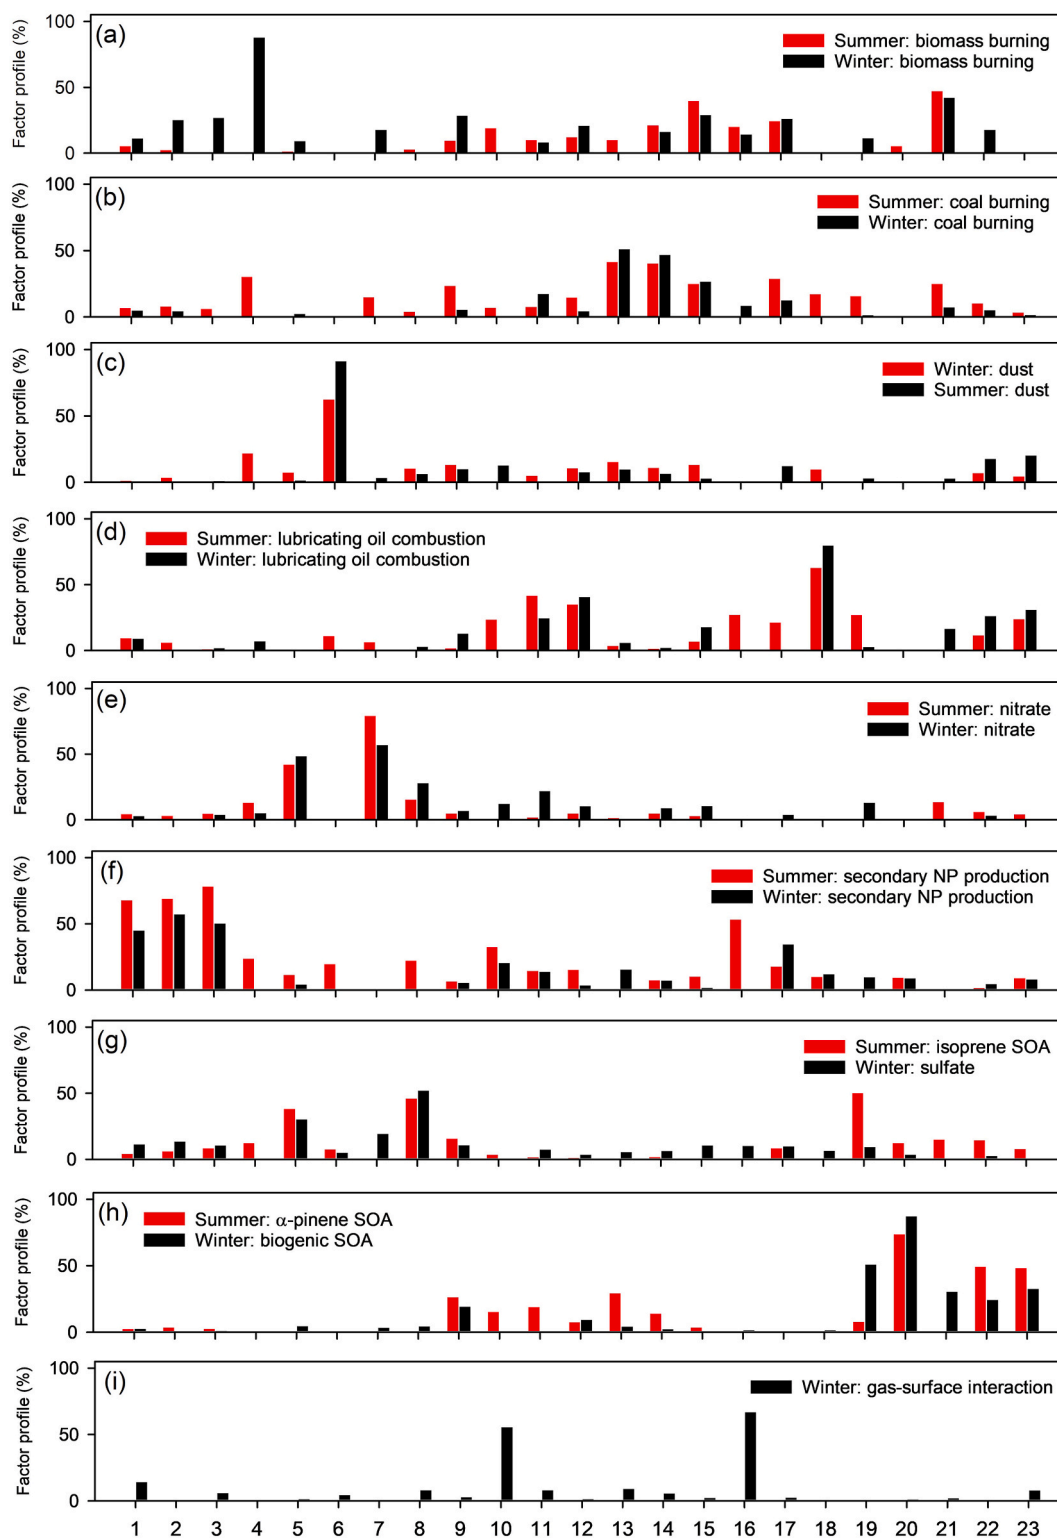 (a)
Summer: biomass burning
Winter: biomass burning
Factor profile (%)
100
50
0
(b)
Summer: coal burning
Winter: coal burning
Factor profile (%)
100
50
0
(c)
Winter: dust
Summer: dust
Factor profile (%)
100
50
0
(d)
Summer: lubricating oil combustion
Winter: lubricating oil combustion
Factor profile (%)
100
50
0
(e)
Summer: nitrate
Winter: nitrate
Factor profile (%)
100
50
0
(f)
Summer: secondary NP production
Winter: secondary NP production
Factor profile (%)
100
50
0
(g)
Summer: isoprene SOA
Winter: sulfate
Factor profile (%)
100
50
0
(h)
Summer: α-pinene SOA
Winter: biogenic SOA
Factor profile (%)
100
50
0
(i)
Winter: gas-surface interaction
Factor profile (%)
100
50
0
1 2 3 4 5 6 7 8 9 10 11 12 13 14 15 16 17 18 19 20 21 22 23